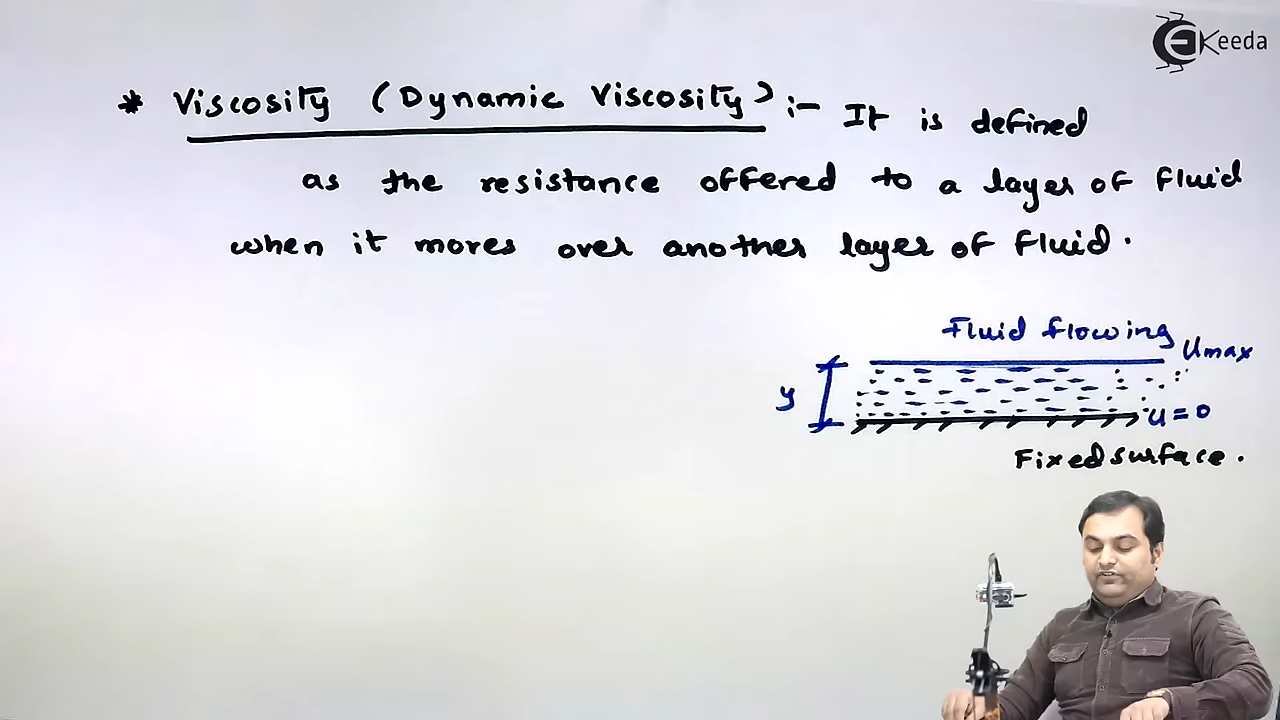 EKeeda
* Viscosity (Dynamic Viscosity) :- It is defined
as the resistance offered to a layer of fluid
when it moves over another layer of fluid.
Fluid flowing
Umax
y
u = 0
Fixed surface.